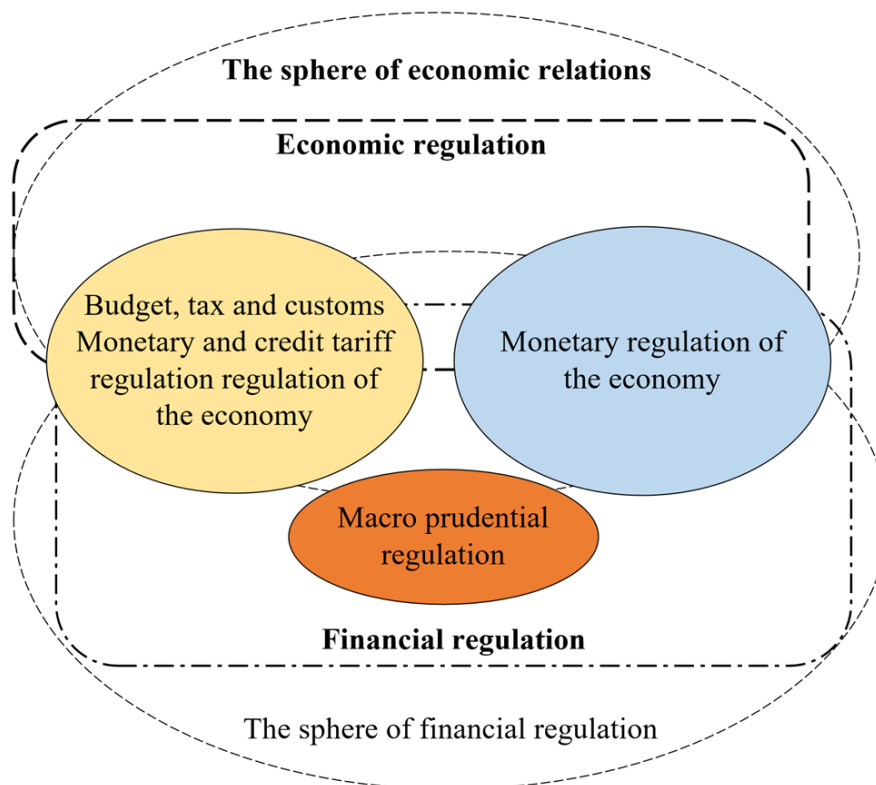 The sphere of economic relations
Economic regulation
Budget, tax and customs
Monetary and credit tariff
regulation regulation of
the economy
Monetary regulation of
the economy
Macro prudential
regulation
Financial regulation
The sphere of financial regulation